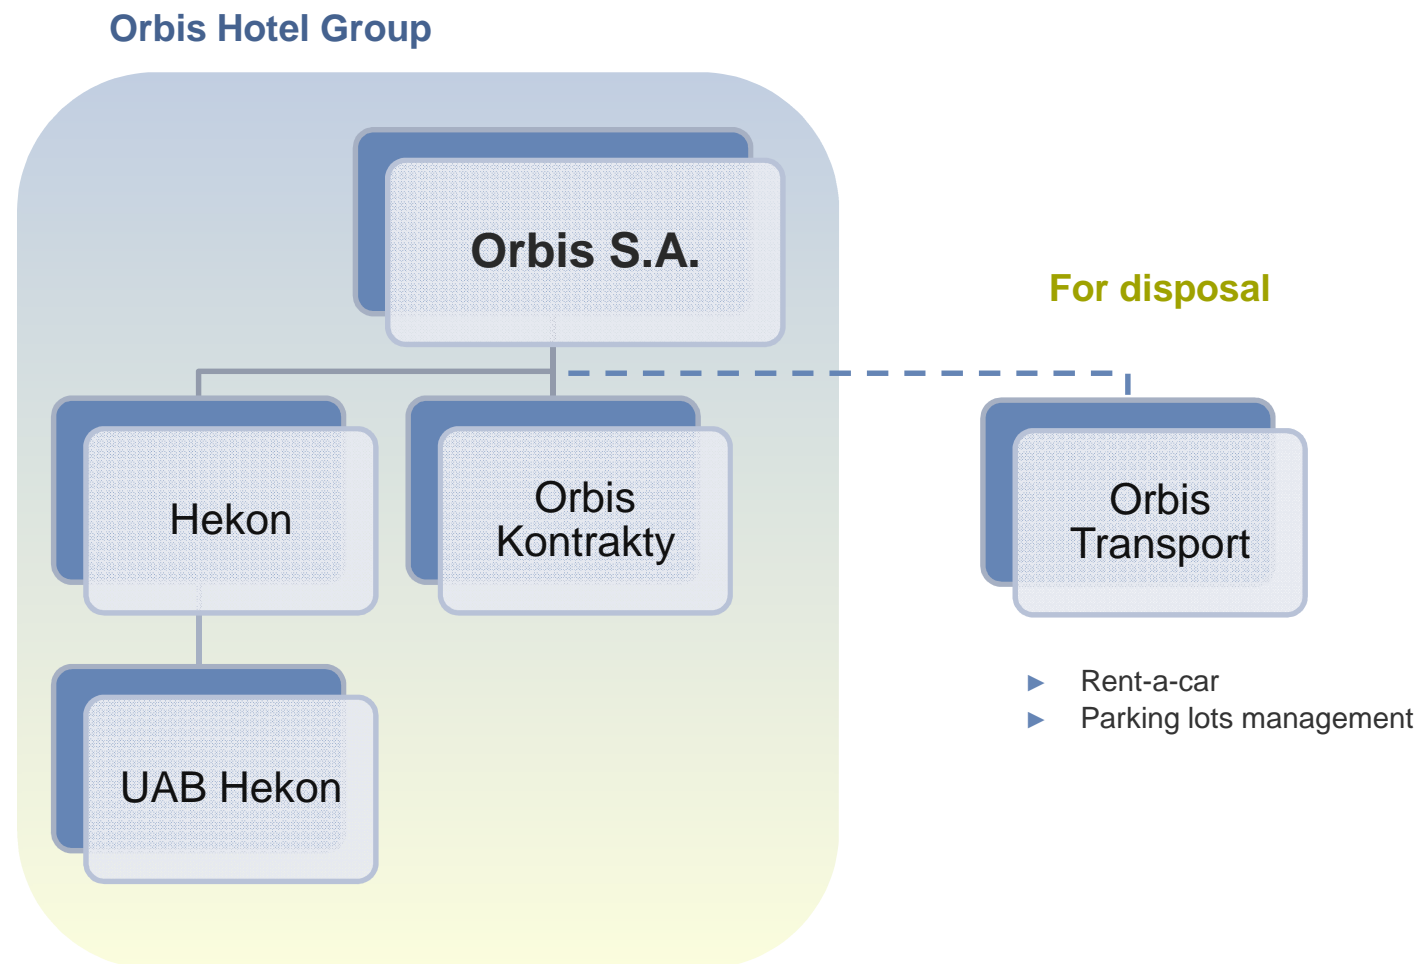 Orbis Hotel Group
Orbis S.A.
For disposal
Hekon
Orbis
Kontrakty
Orbis
Transport
► Rent-a-car
► Parking lots management
UAB Hekon